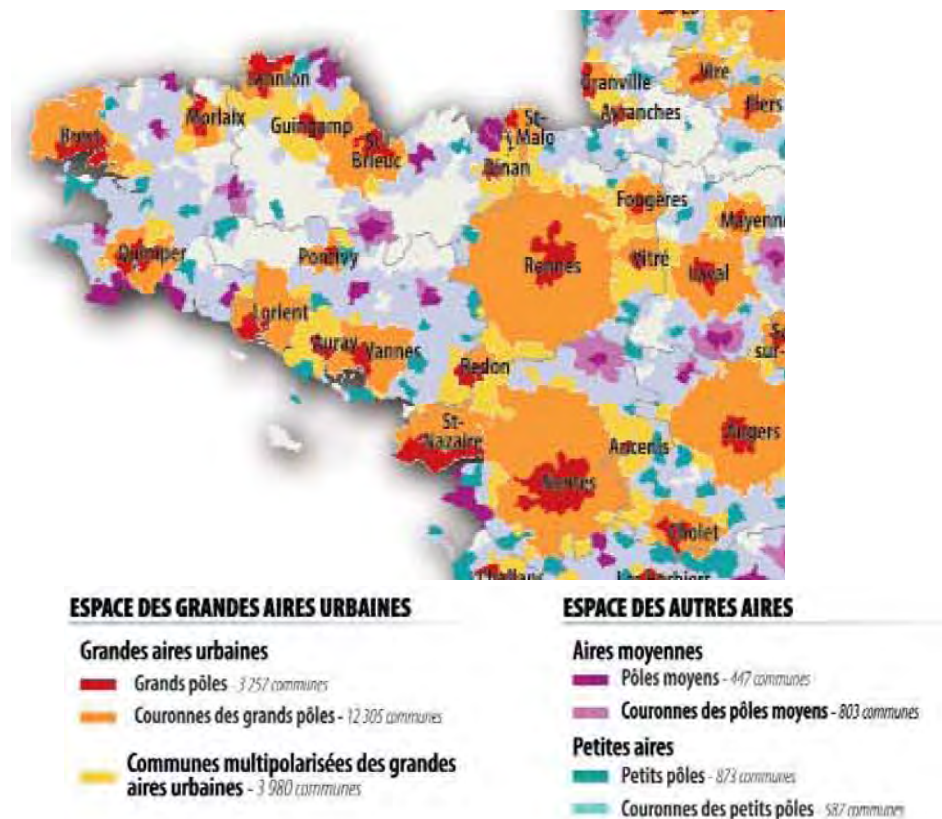 Lannion
Granville
Vire
Morlaix
Guingamp
St-
Malo
Avranches
Flers
Brest
St-
Brieuc
Dinan
Fougères
Mayenne
Quimper
Pontivy
Rennes
Vitré
Laval
Lorient
Auray
Vannes
Redon
St-
Nazaire
Ancenis
Angers
Nantes
Cholet
Challans
ESPACE DES GRANDES AIRES URBAINES
Grandes aires urbaines
Grands pôles - 3 257 communes
Couronnes des grands pôles - 12 305 communes
Communes multipolarisées des grandes
aires urbaines - 3 980 communes
ESPACE DES AUTRES AIRES
Aires moyennes
Pôles moyens - 447 communes
Couronnes des pôles moyens - 803 communes
Petites aires
Petits pôles - 873 communes
Couronnes des petits pôles - 587 communes